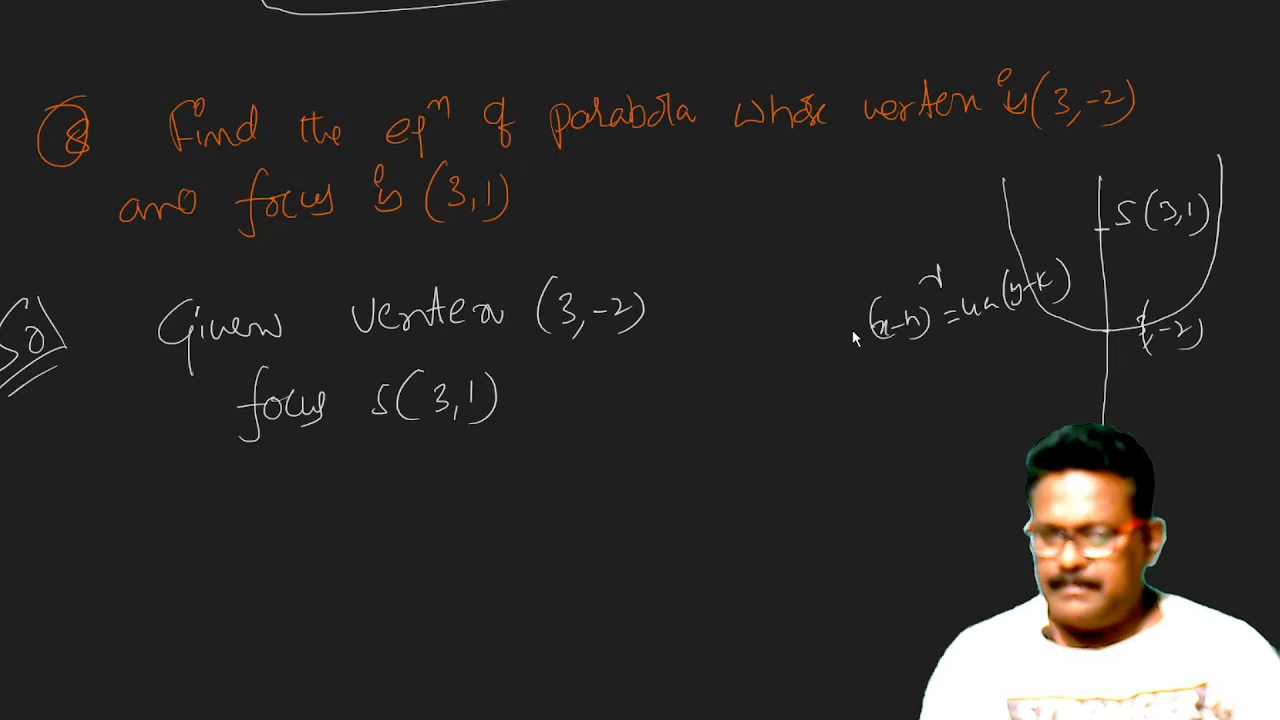 Q Find the eqn of parabola whose vertex is (3,-2)
and focus is (3,1)
S(3,1)
(x-h)² = 4a(y-k)
Sol
Given vertex (3,-2)
focus S(3,1)